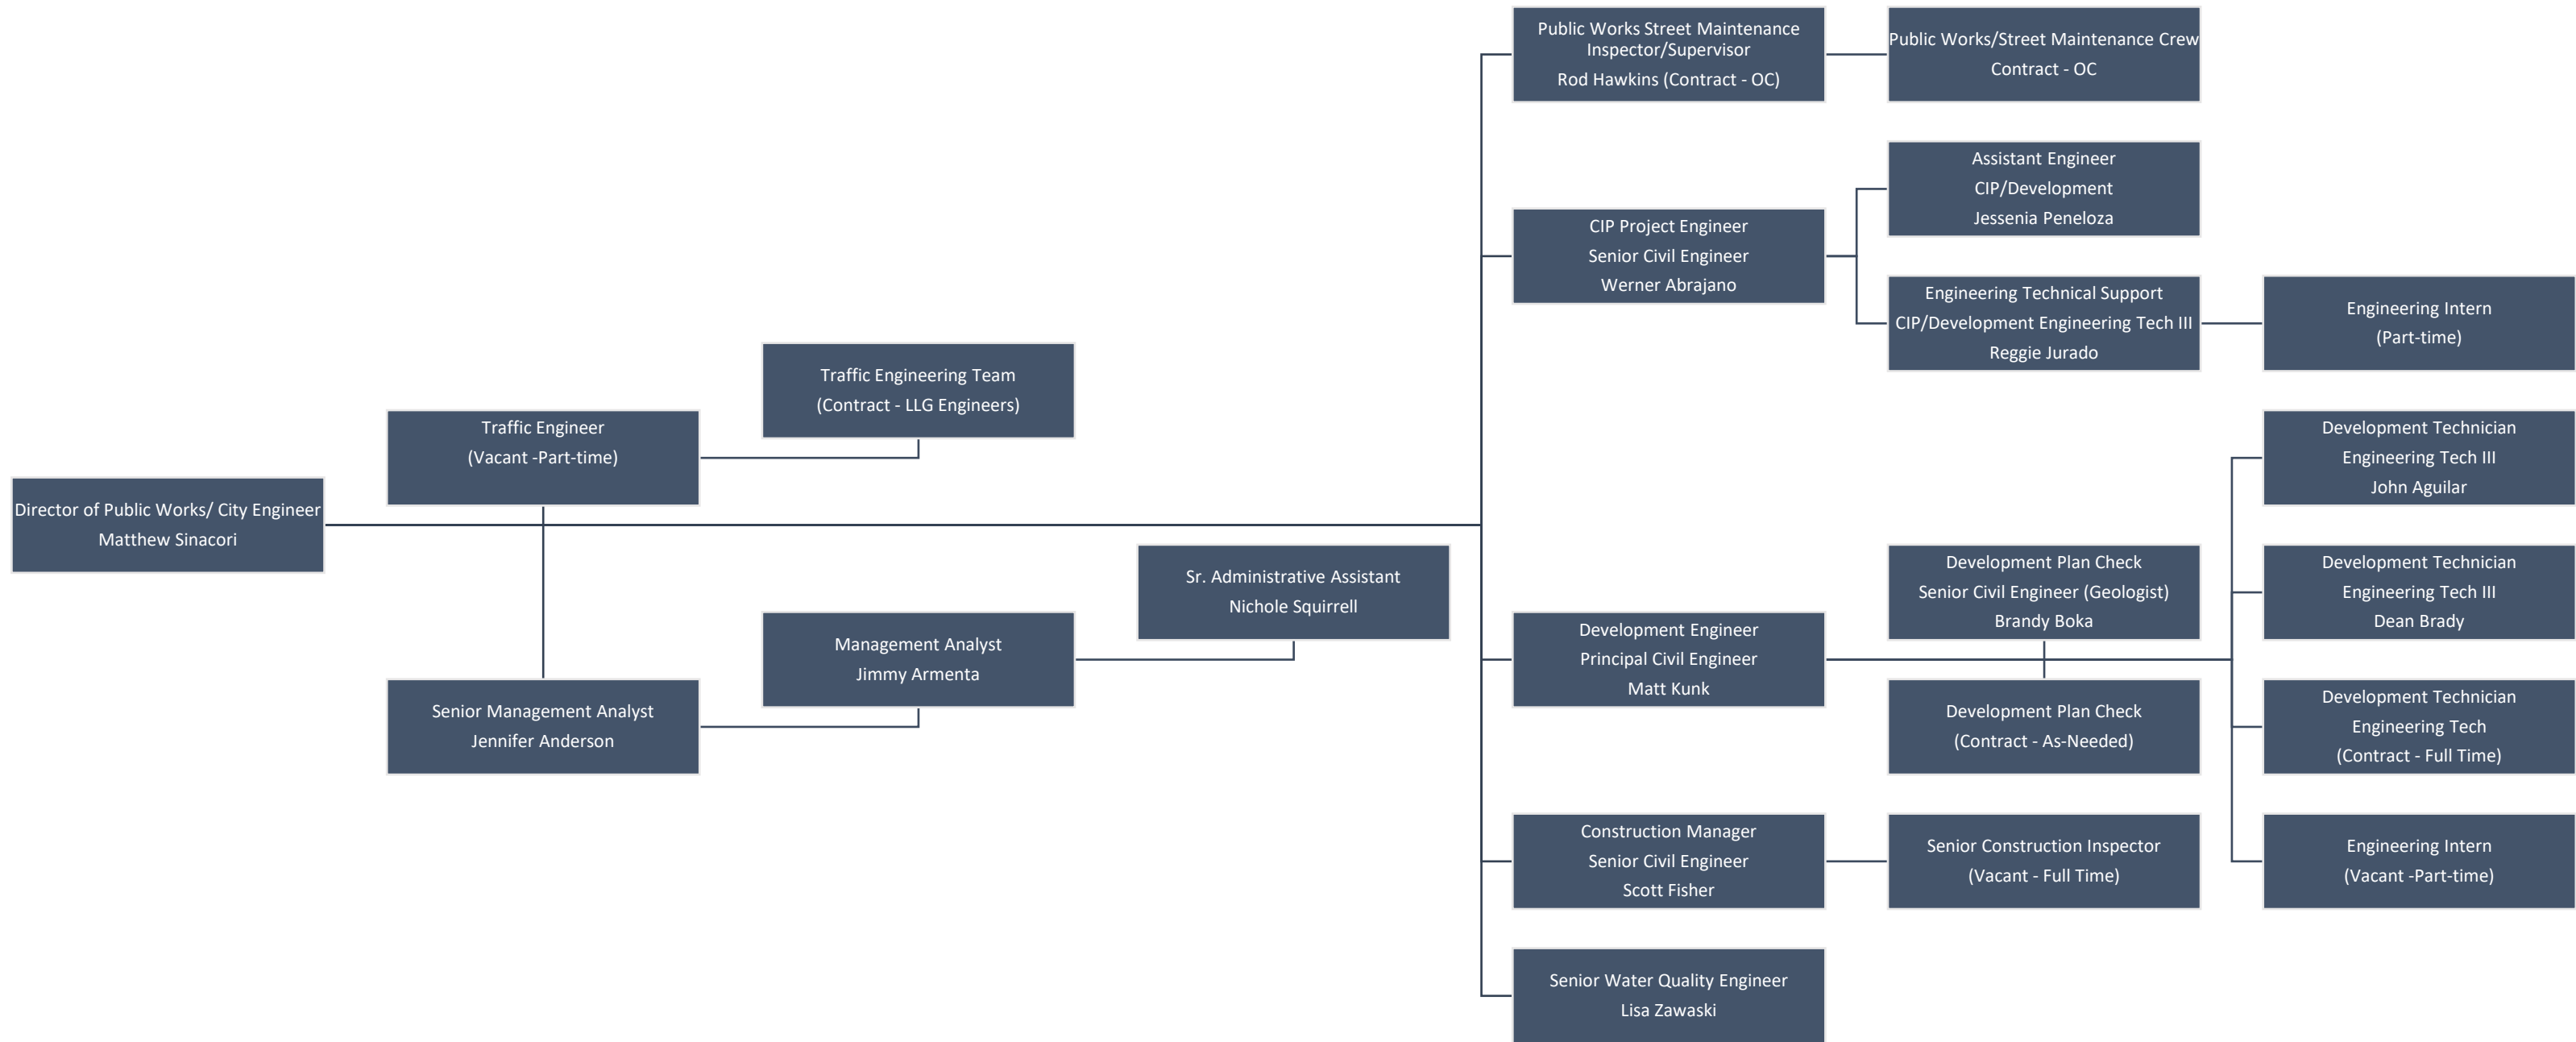 Director of Public Works/ City Engineer
Matthew Sinacori
Traffic Engineer
(Vacant -Part-time)
Traffic Engineering Team
(Contract - LLG Engineers)
Senior Management Analyst
Jennifer Anderson
Management Analyst
Jimmy Armenta
Sr. Administrative Assistant
Nichole Squirrell
Public Works Street Maintenance
Inspector/Supervisor
Rod Hawkins (Contract - OC)
Public Works/Street Maintenance Crew
Contract - OC
CIP Project Engineer
Senior Civil Engineer
Werner Abrajano
Assistant Engineer
CIP/Development
Jessenia Peneloza
Engineering Technical Support
CIP/Development Engineering Tech III
Reggie Jurado
Engineering Intern
(Part-time)
Development Engineer
Principal Civil Engineer
Matt Kunk
Development Plan Check
Senior Civil Engineer (Geologist)
Brandy Boka
Development Plan Check
(Contract - As-Needed)
Development Technician
Engineering Tech III
John Aguilar
Development Technician
Engineering Tech III
Dean Brady
Development Technician
Engineering Tech
(Contract - Full Time)
Engineering Intern
(Vacant -Part-time)
Construction Manager
Senior Civil Engineer
Scott Fisher
Senior Construction Inspector
(Vacant - Full Time)
Senior Water Quality Engineer
Lisa Zawaski